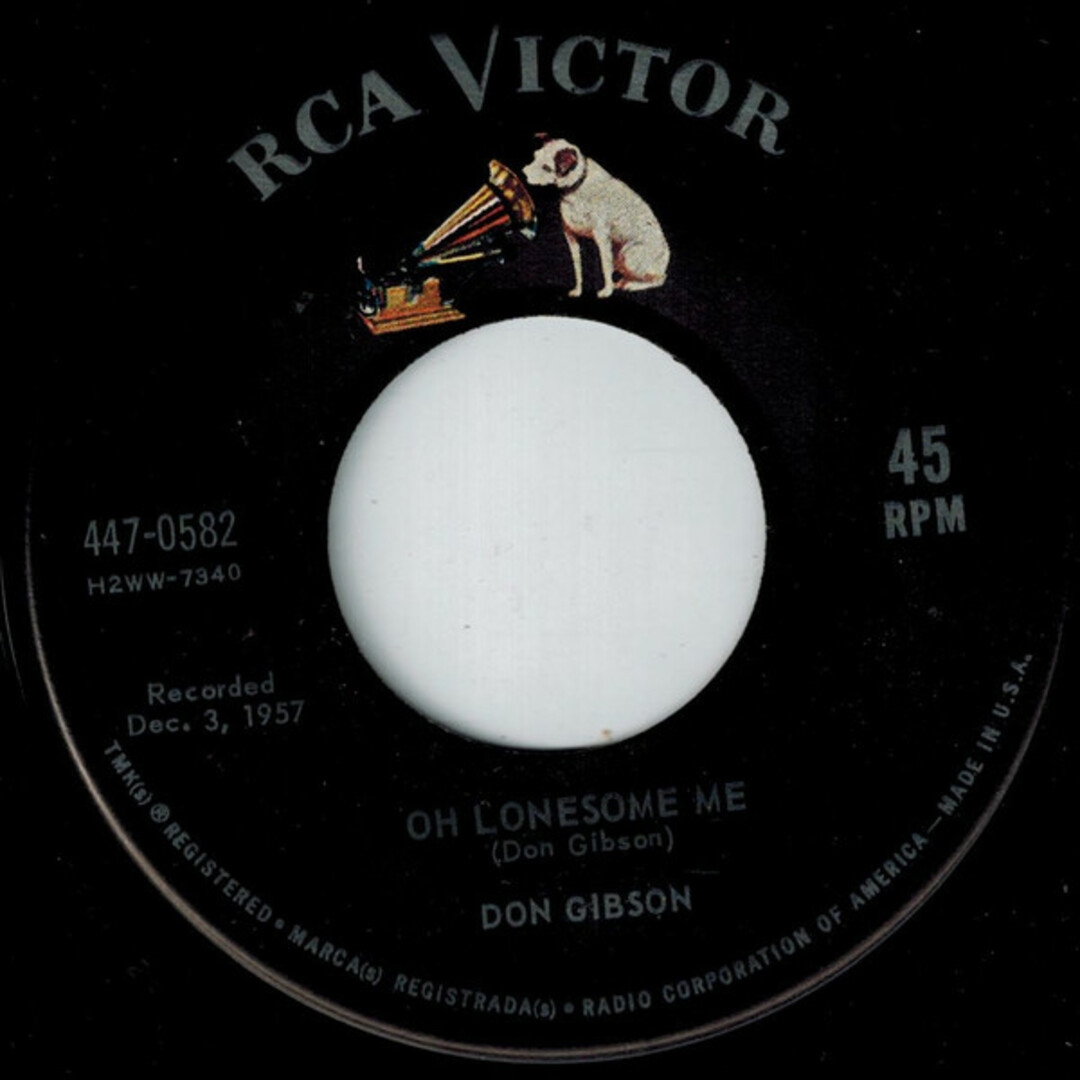 RCA VICTOR
45
RPM
447-0582
H2WW-7340
Recorded
Dec. 3, 1957
OH LONESOME ME
(Don Gibson)
DON GIBSON
TMK(s) ® REGISTERED • MARCA(s) REGISTRADA(s) • RADIO CORPORATION OF AMERICA — MADE IN U.S.A.